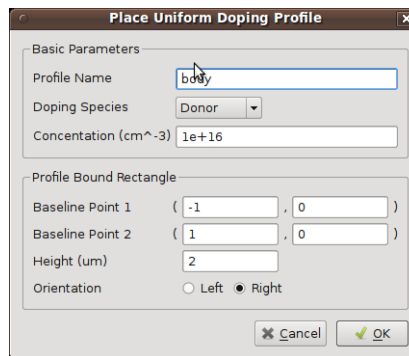 Place Uniform Doping Profile
Basic Parameters
Profile Name body
Doping Species Donor
Concentation (cm^-3) 1e+16
Profile Bound Rectangle
Baseline Point 1 ( -1 , 0 )
Baseline Point 2 ( 1 , 0 )
Height (um) 2
Orientation Left Right
Cancel OK